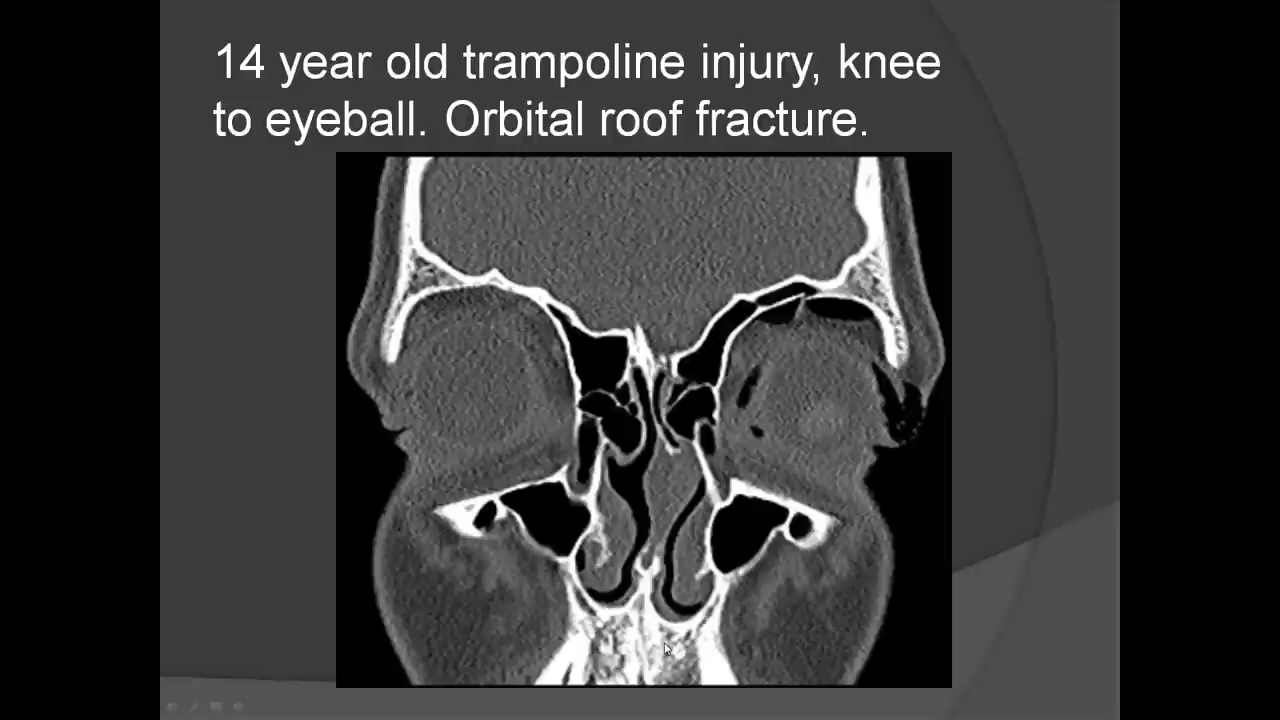 14 year old trampoline injury, knee
to eyeball. Orbital roof fracture.